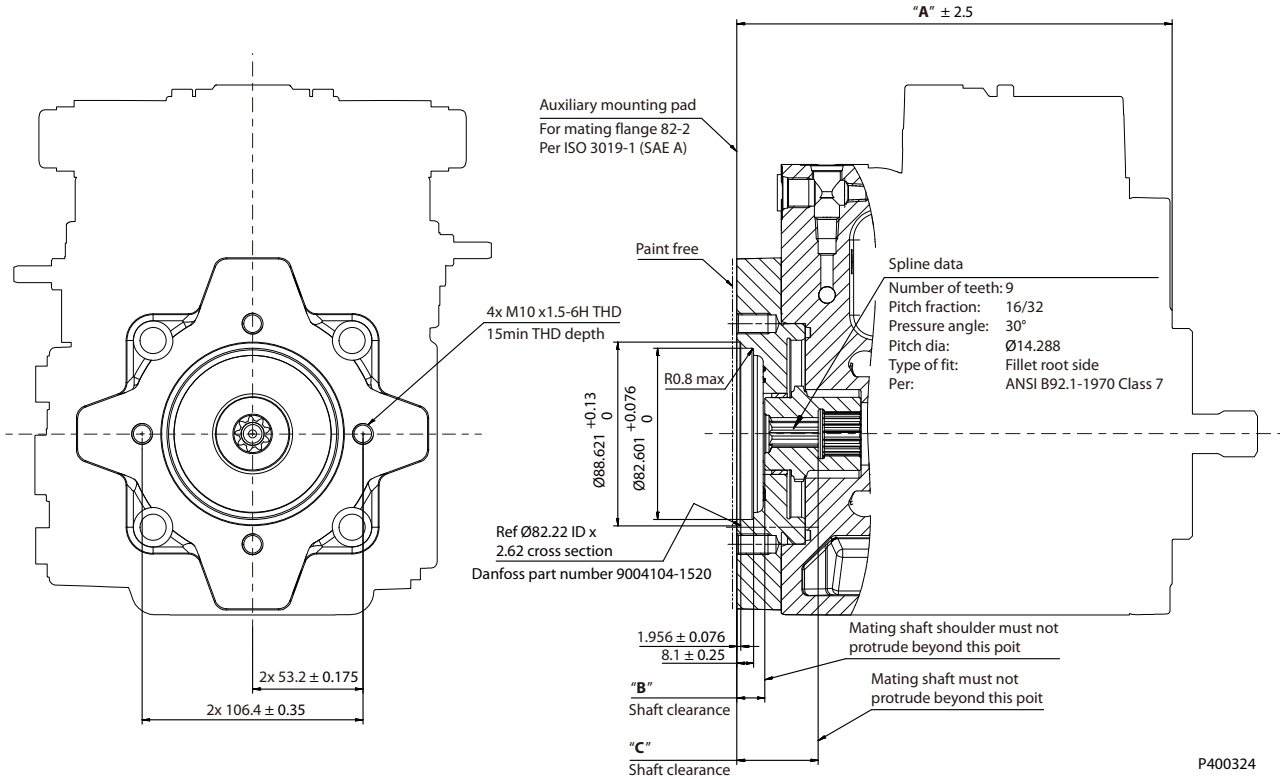 "A" ± 2.5
Auxiliary mounting pad
For mating flange 82-2
Per ISO 3019-1 (SAE A)
Paint free
Spline data
Number of teeth: 9
Pitch fraction: 16/32
Pressure angle: 30°
Pitch dia: Ø14.288
Type of fit: Fillet root side
Per: ANSI B92.1-1970 Class 7
4x M10 x1.5-6H THD
15min THD depth
R0.8 max
Ø88.621 +0.13 0
Ø82.601 +0.076 0
Ref Ø82.22 ID x
2.62 cross section
Danfoss part number 9004104-1520
1.956 ± 0.076
8.1 ± 0.25
Mating shaft shoulder must not
protrude beyond this poit
2x 53.2 ± 0.175
"B"
Shaft clearance
Mating shaft must not
protrude beyond this poit
2x 106.4 ± 0.35
"C"
Shaft clearance
P400324